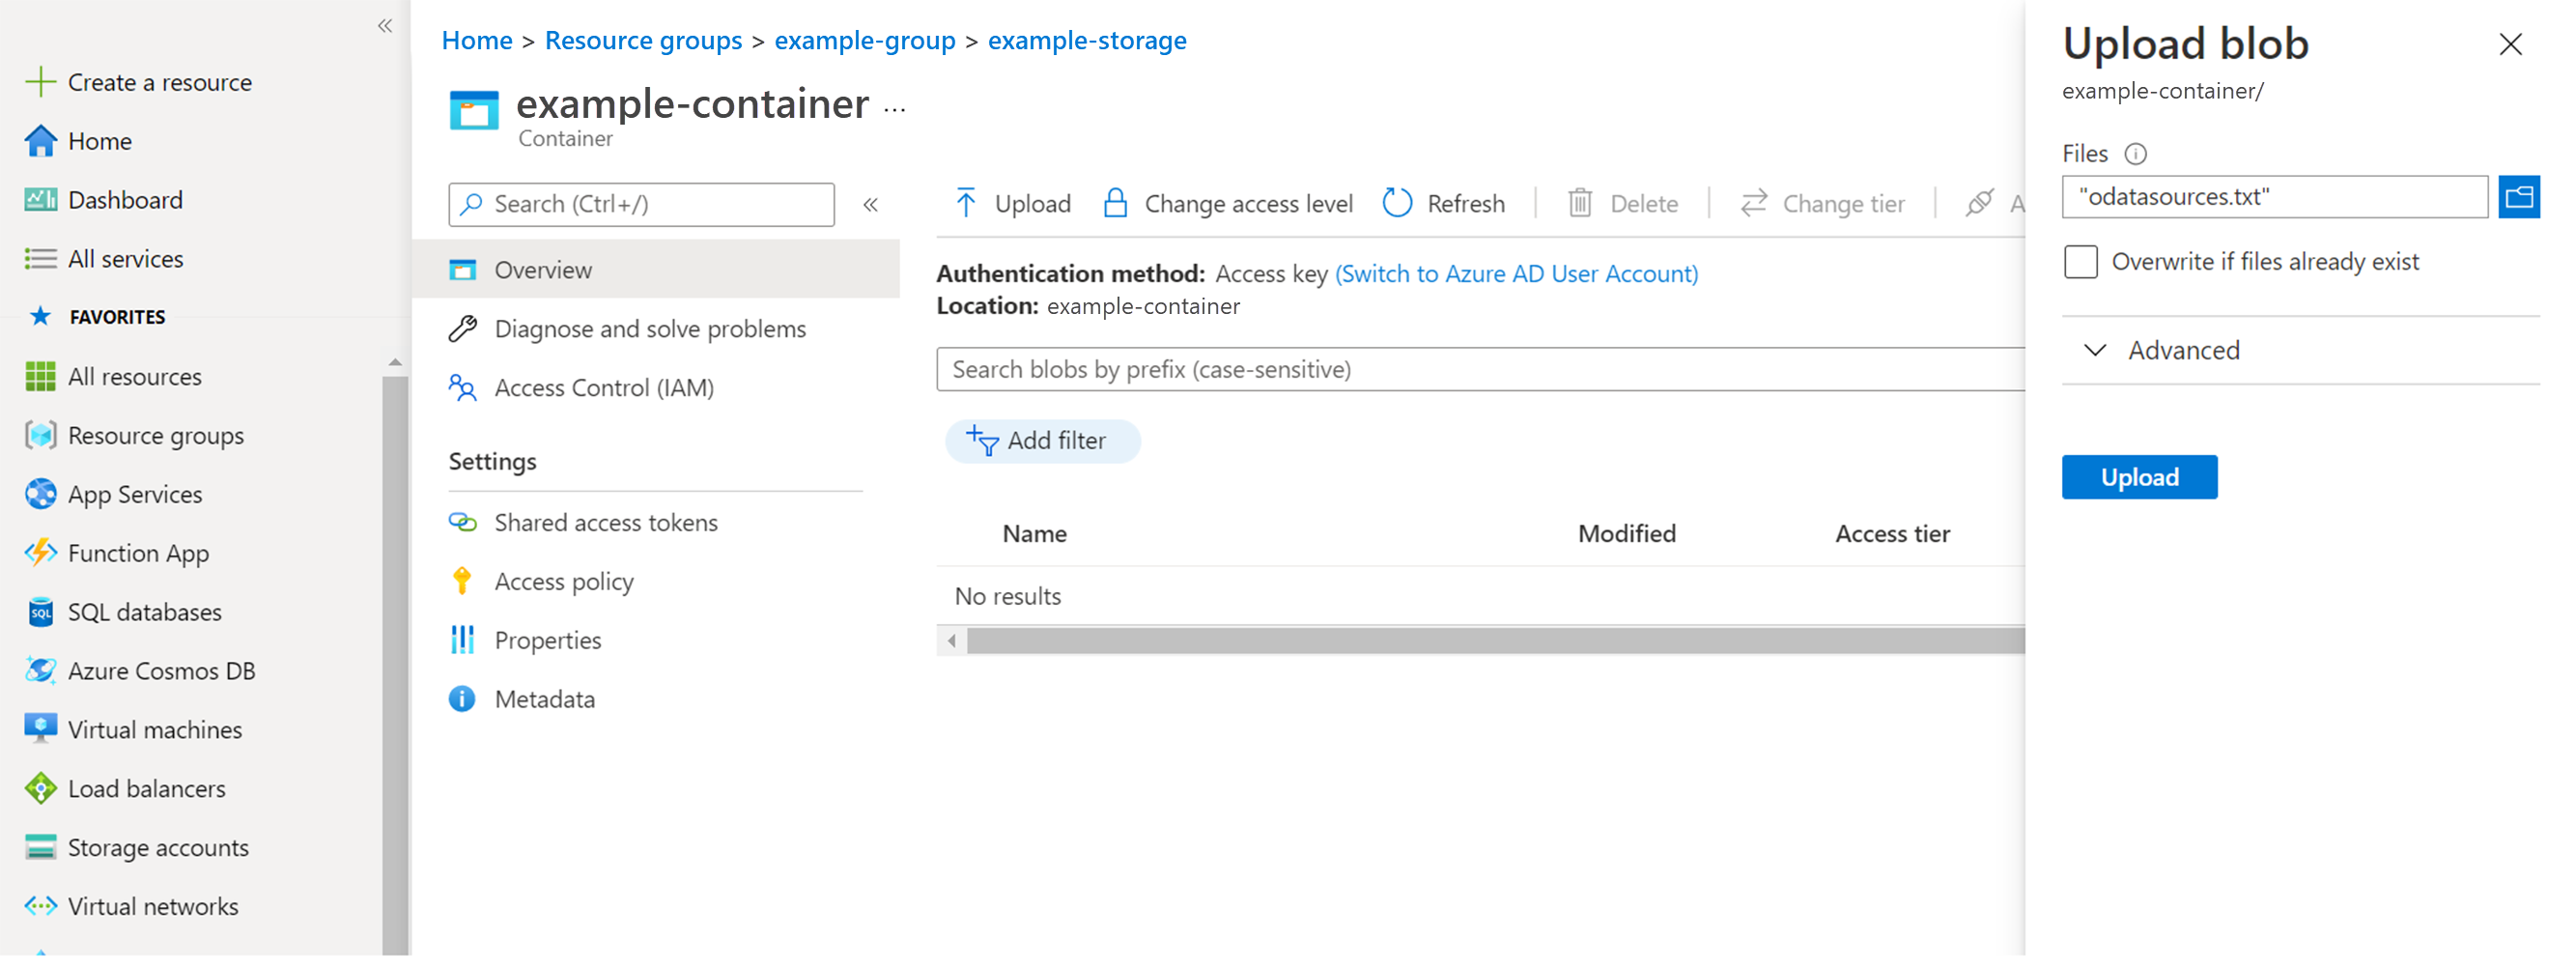 Create a resource
Home
Dashboard
All services
FAVORITES
All resources
Resource groups
App Services
Function App
SQL databases
Azure Cosmos DB
Virtual machines
Load balancers
Storage accounts
Virtual networks
Home > Resource groups > example-group > example-storage
example-container ...
Container
Search (Ctrl+/)
Overview
Diagnose and solve problems
Access Control (IAM)
Settings
Shared access tokens
Access policy
Properties
Metadata
Upload Change access level Refresh Delete Change tier A
Authentication method: Access key (Switch to Azure AD User Account)
Location: example-container
Search blobs by prefix (case-sensitive)
Add filter
Name Modified Access tier
No results
Upload blob
example-container/
Files
"odatasources.txt"
Overwrite if files already exist
Advanced
Upload